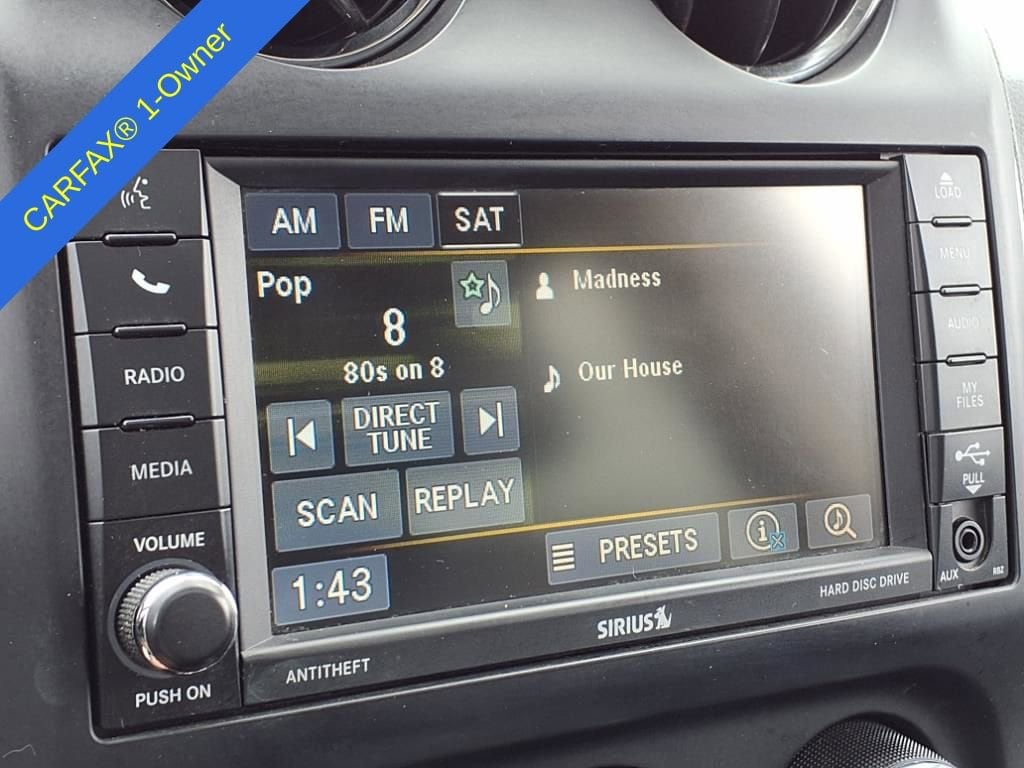 CARFAX® 1-Owner
AM FM SAT
LOAD
MENU
AUDIO
MY
FILES
PULL
AUX
RBZ
RADIO
MEDIA
VOLUME
PUSH ON
Pop
8
80s on 8
DIRECT
TUNE
SCAN
REPLAY
1:43
Madness
Our House
PRESETS
i
ANTITHEFT
SIRIUS
HARD DISC DRIVE